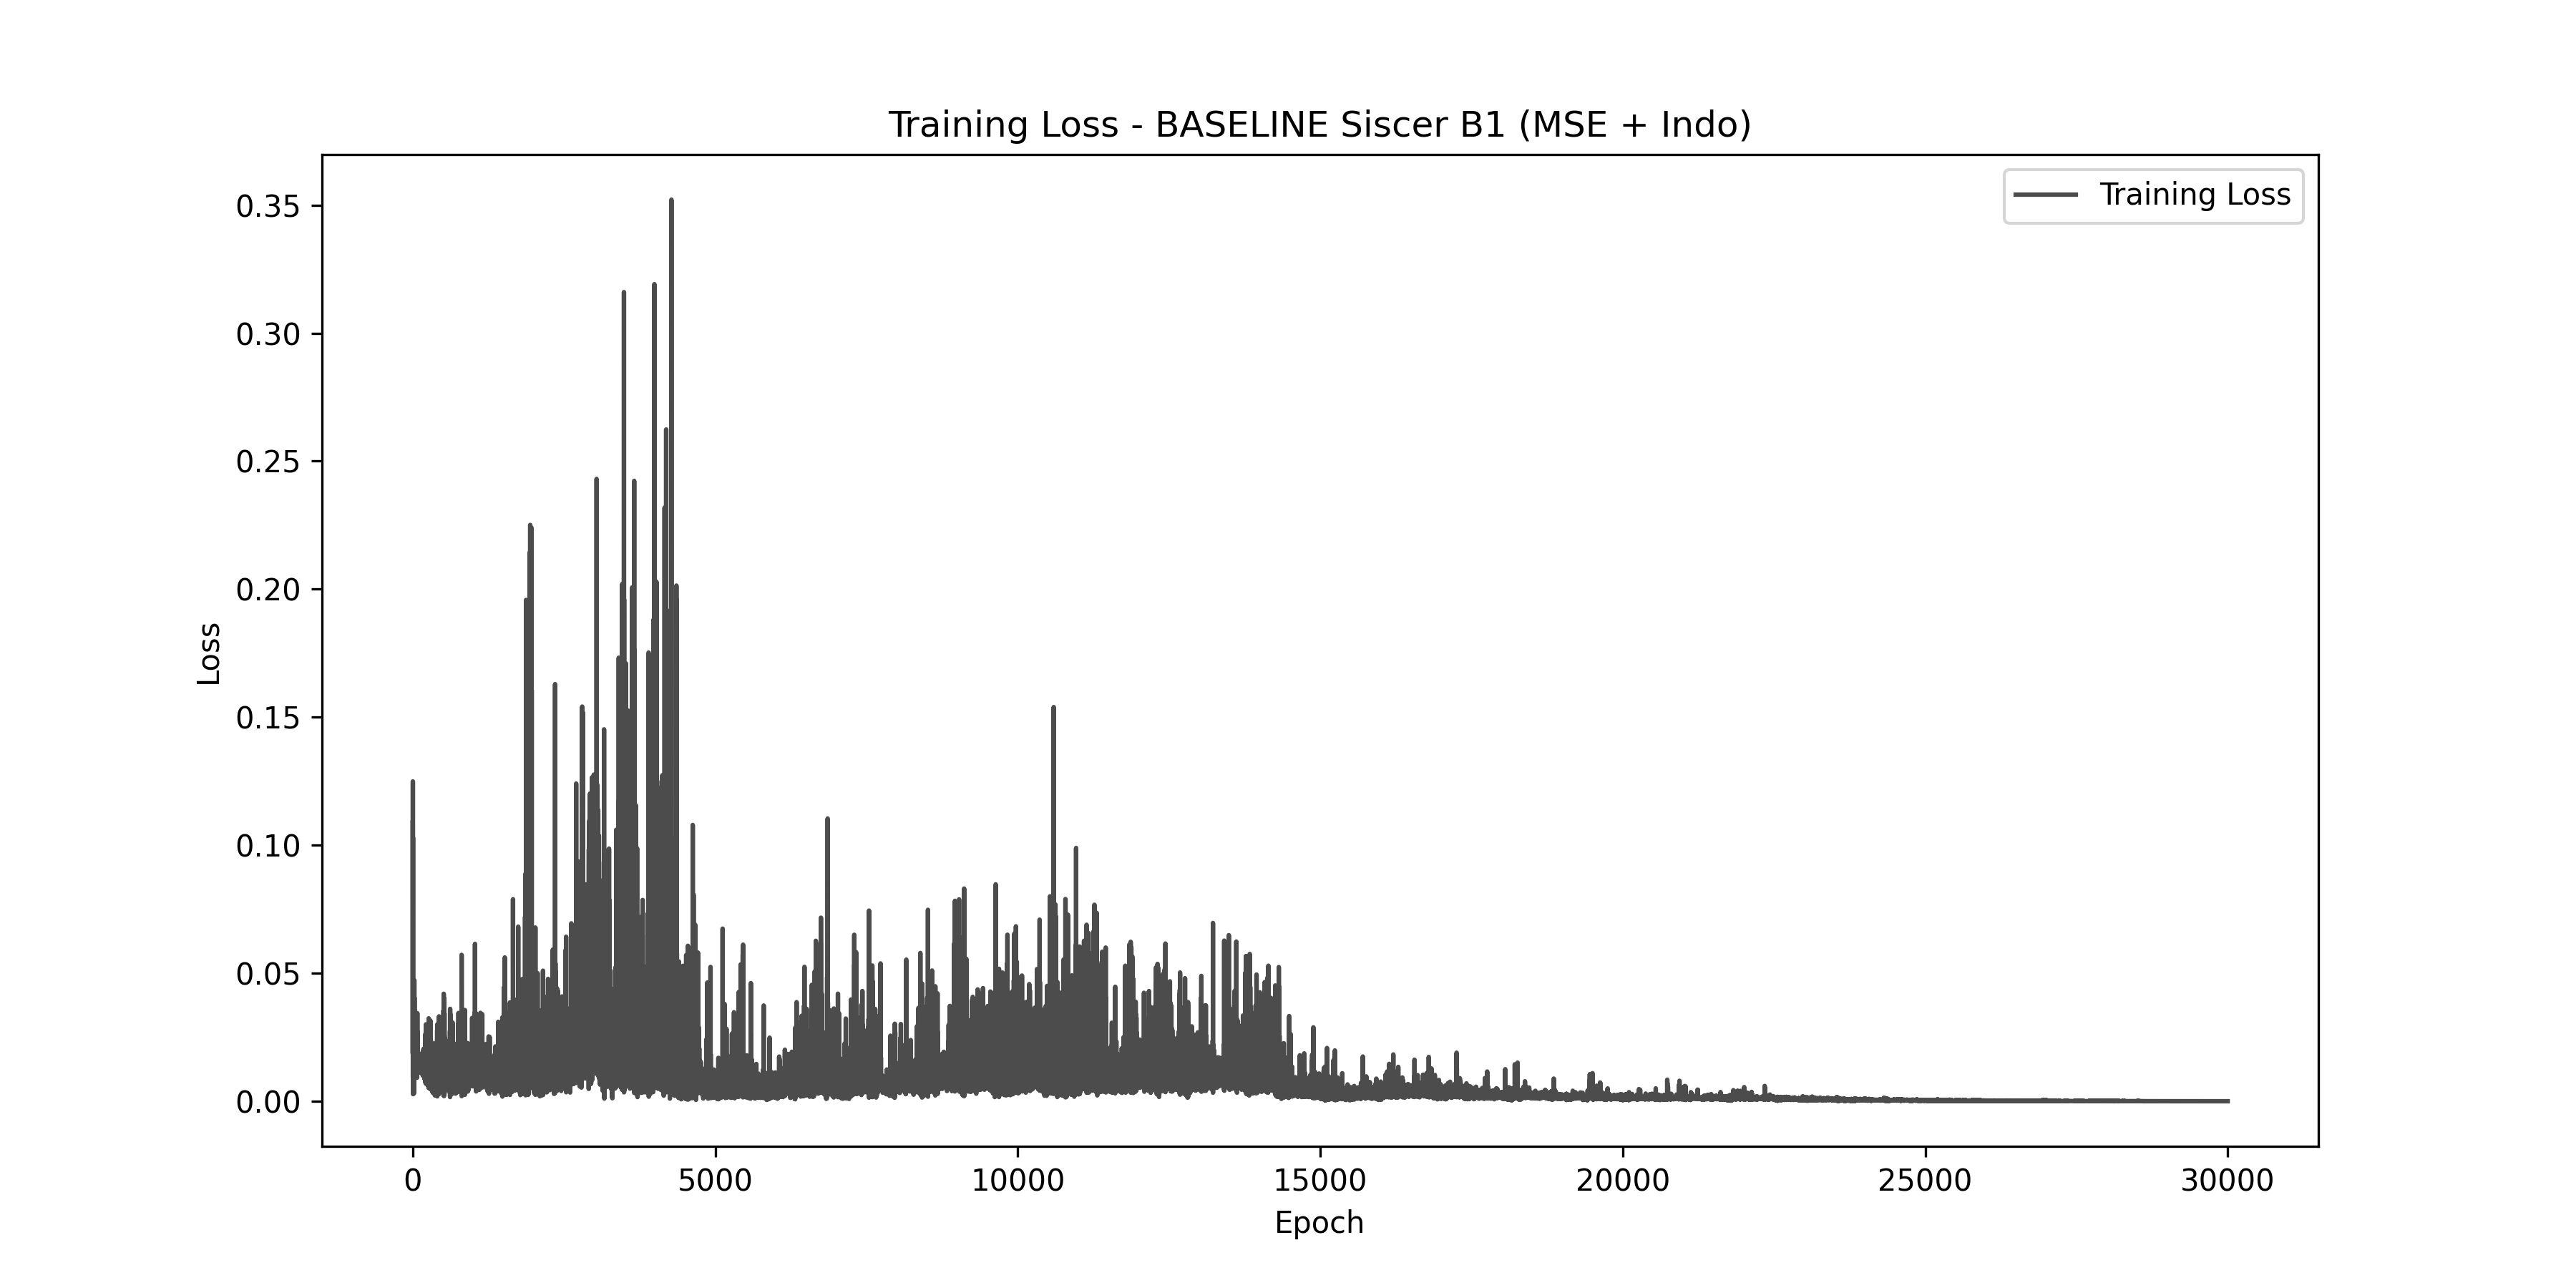 Training Loss - BASELINE Siscer B1 (MSE + Indo)
Training Loss
0.35
0.30
0.25
0.20
0.15
0.10
0.05
0.00
Loss
0 5000 10000 15000 20000 25000 30000
Epoch